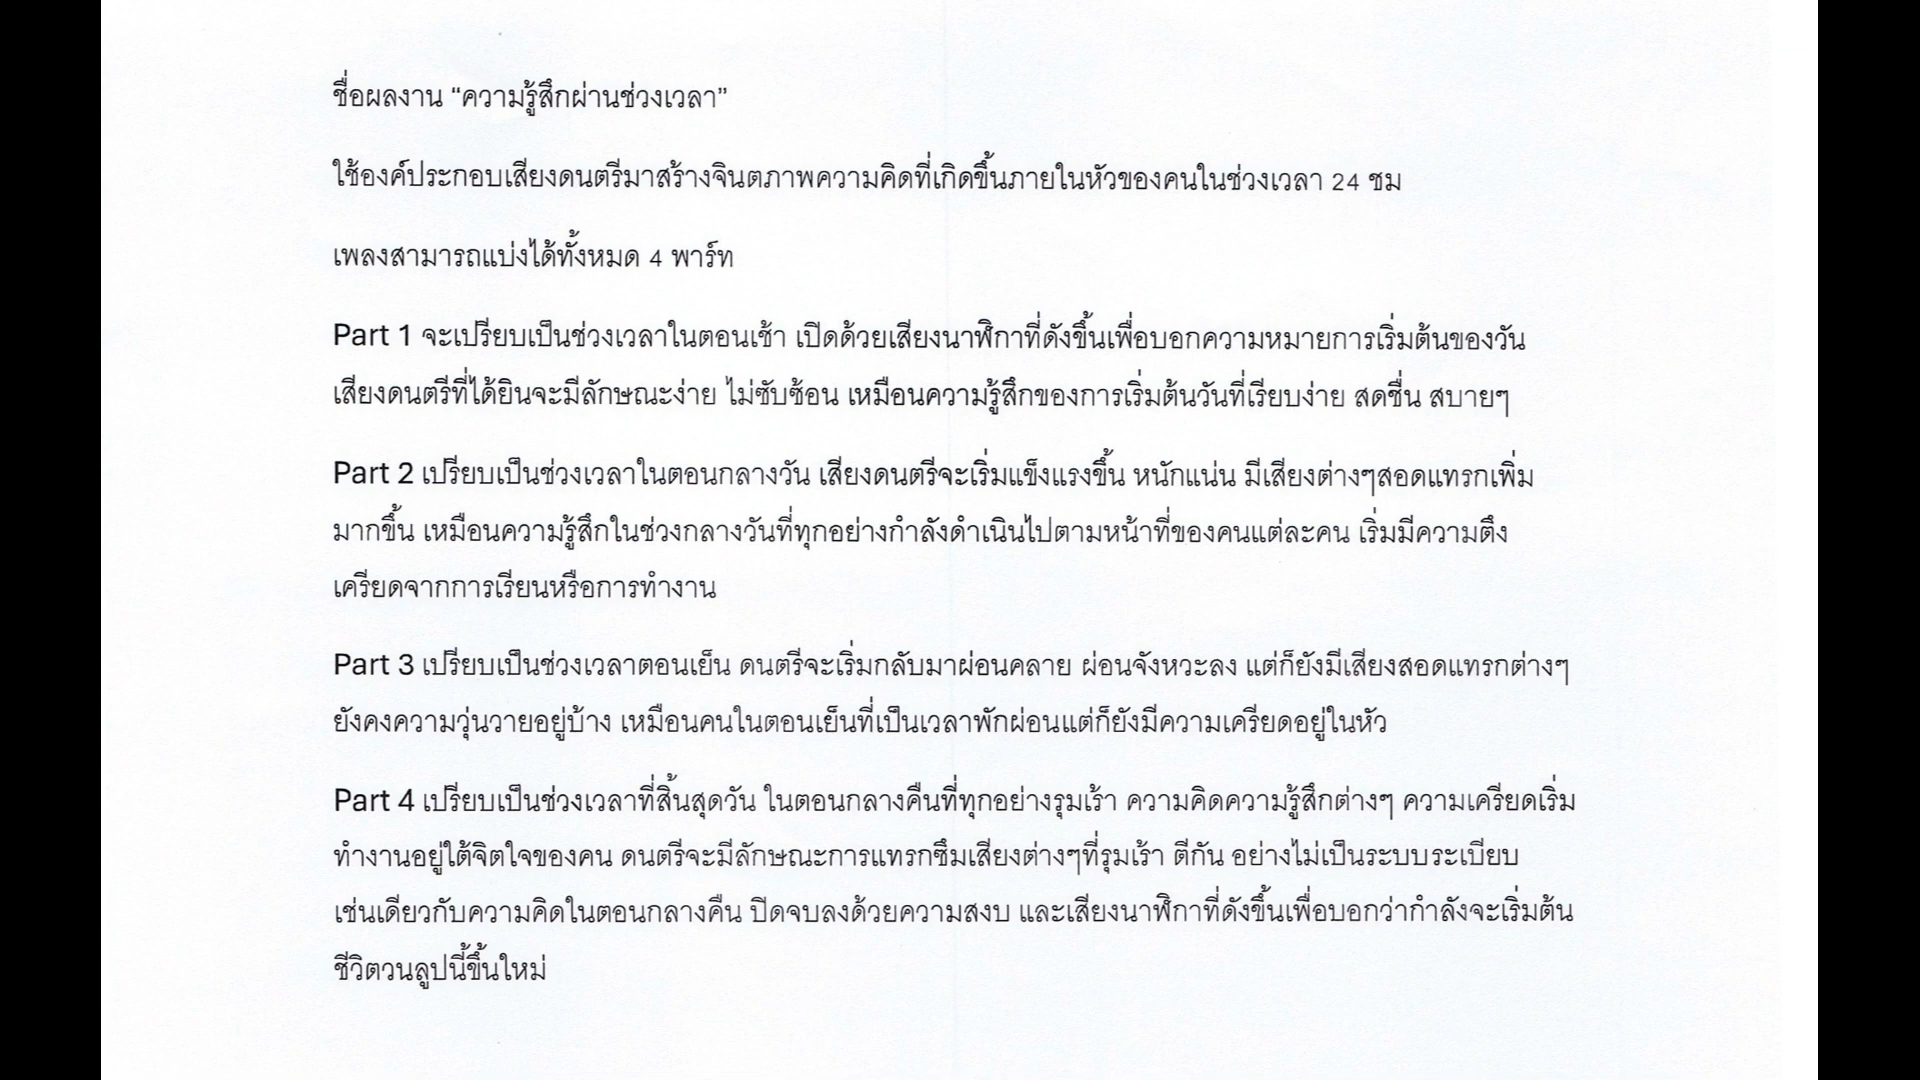 ชื่อผลงาน “ความรู้สึกผ่านช่วงเวลา”
ใช้องค์ประกอบเสียงดนตรีมาสร้างจินตภาพความคิดที่เกิดขึ้นภายในหัวของคนในช่วงเวลา 24 ชม
เพลงสามารถแบ่งได้ทั้งหมด 4 พาร์ท
Part 1 จะเปรียบเป็นช่วงเวลาในตอนเช้า เปิดด้วยเสียงนาฬิกาที่ดังขึ้นเพื่อบอกความหมายการเริ่มต้นของวัน
เสียงดนตรีที่ได้ยินจะมีลักษณะง่าย ไม่ซับซ้อน เหมือนความรู้สึกของการเริ่มต้นวันที่เรียบง่าย สดชื่น สบายๆ
Part 2 เปรียบเป็นช่วงเวลาในตอนกลางวัน เสียงดนตรีจะเริ่มแข็งแรงขึ้น หนักแน่น มีเสียงต่างๆสอดแทรกเพิ่ม
มากขึ้น เหมือนความรู้สึกในช่วงกลางวันที่ทุกอย่างกำลังดำเนินไปตามหน้าที่ของคนแต่ละคน เริ่มมีความตึง
เครียดจากการเรียนหรือการทำงาน
Part 3 เปรียบเป็นช่วงเวลาตอนเย็น ดนตรีจะเริ่มกลับมาผ่อนคลาย ผ่อนจังหวะลง แต่ก็ยังมีเสียงสอดแทรกต่างๆ
ยังคงความวุ่นวายอยู่บ้าง เหมือนคนในตอนเย็นที่เป็นเวลาพักผ่อนแต่ก็ยังมีความเครียดอยู่ในหัว
Part 4 เปรียบเป็นช่วงเวลาที่สิ้นสุดวัน ในตอนกลางคืนที่ทุกอย่างรุมเร้า ความคิดความรู้สึกต่างๆ ความเครียดเริ่ม
ทำงานอยู่ใต้จิตใจของคน ดนตรีจะมีลักษณะการแทรกซึมเสียงต่างๆที่รุมเร้า ตีกัน อย่างไม่เป็นระบบระเบียบ
เช่นเดียวกับความคิดในตอนกลางคืน ปิดจบลงด้วยความสงบ และเสียงนาฬิกาที่ดังขึ้นเพื่อบอกว่ากำลังจะเริ่มต้น
ชีวิตวนลูปนี้ขึ้นใหม่